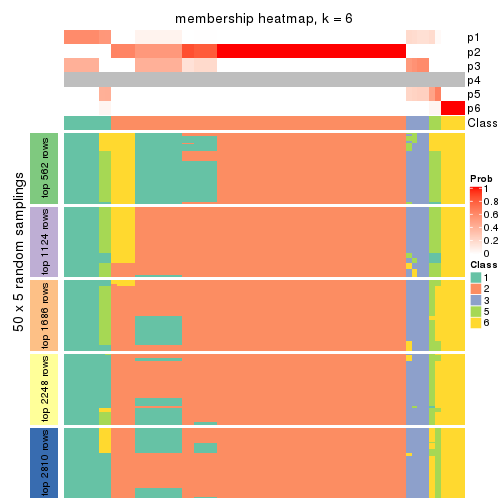 membership heatmap, k = 6
p1
p2
p3
p4
p5
p6
Class
50 x 5 random samplings
top 562 rows
top 1124 rows
top 1686 rows
top 2248 rows
top 2810 rows
Prob
1
0.8
0.6
0.4
0.2
0
Class
1
2
3
5
6